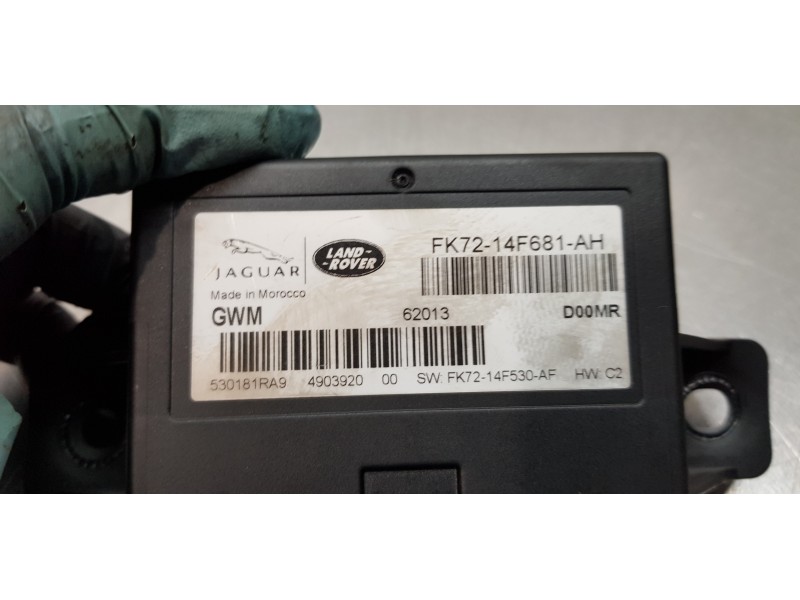 JAGUAR
LAND-
-ROVER
FK72-14F681-AH
Made in Morocco
GWM 62013 D00MR
530181RA9 4903920 00 SW: FK72-14F530-AF HW: C2